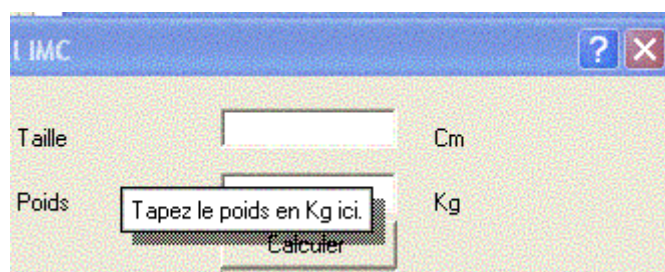 l IMC ?
Taille Cm
Poids Tapez le poids en Kg ici. Kg
Calculer